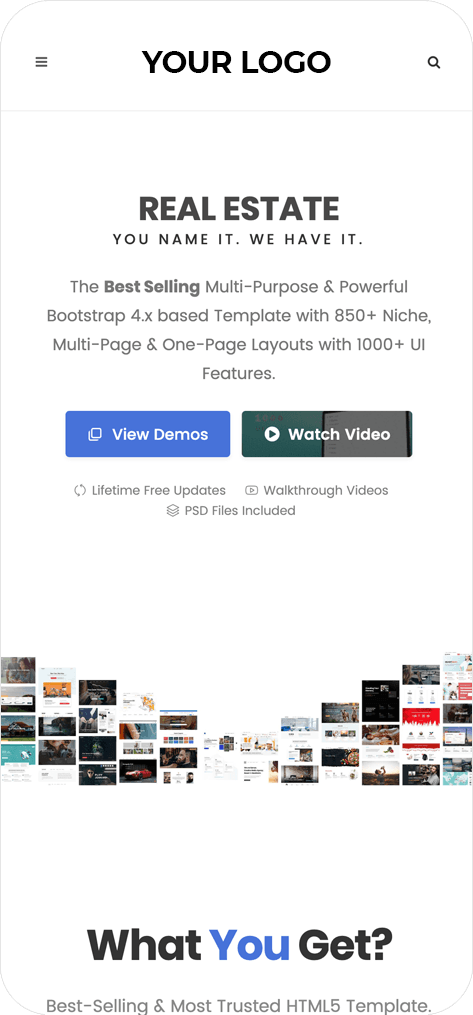 YOUR LOGO
REAL ESTATE
YOU NAME IT. WE HAVE IT.
The Best Selling Multi-Purpose & Powerful
Bootstrap 4.x based Template with 850+ Niche,
Multi-Page & One-Page Layouts with 1000+ UI
Features.
View Demos
Watch Video
Lifetime Free Updates
Walkthrough Videos
PSD Files Included
What You Get?
Best-Selling & Most Trusted HTML5 Template.